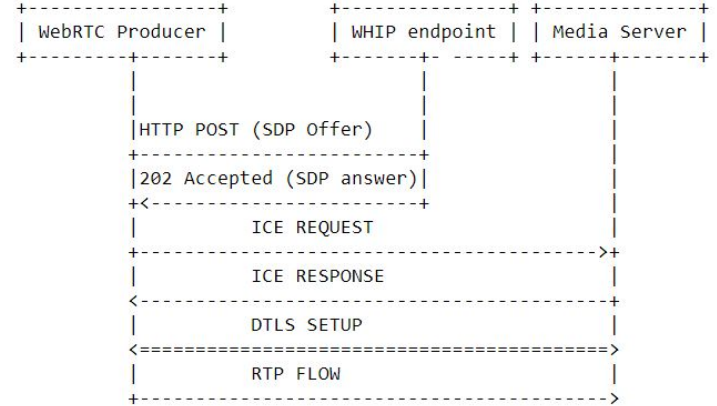 WebRTC Producer WHIP endpoint Media Server
HTTP POST (SDP Offer)
202 Accepted (SDP answer)
ICE REQUEST
ICE RESPONSE
DTLS SETUP
RTP FLOW